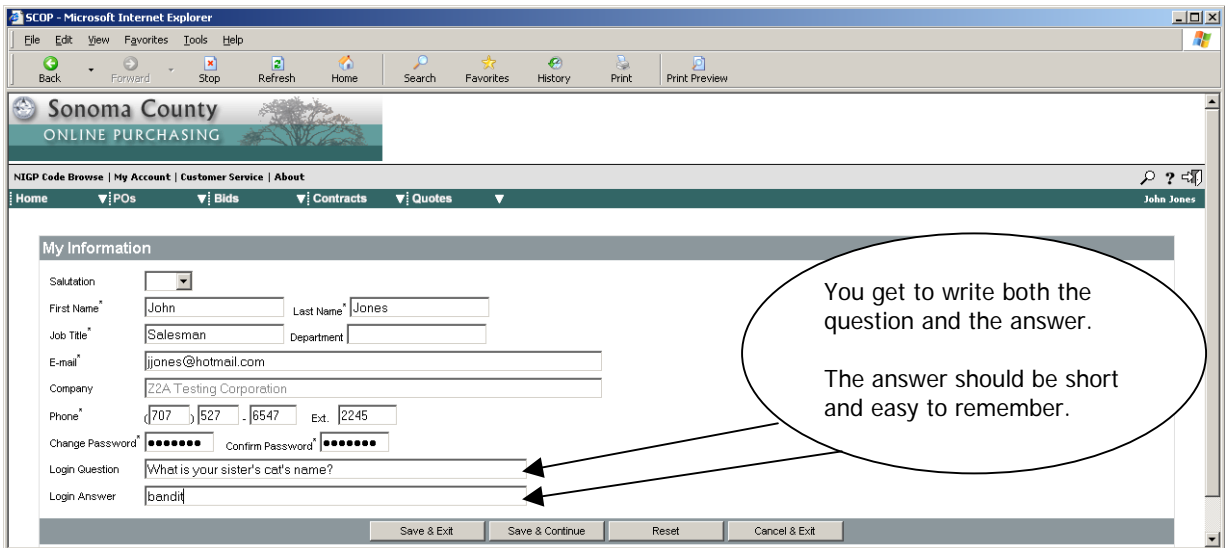 SCOP - Microsoft Internet Explorer
File Edit View Favorites Tools Help
Back Forward Stop Refresh Home Search Favorites History Print Print Preview
Sonoma County
ONLINE PURCHASING
NIGP Code Browse | My Account | Customer Service | About
Home POs Bids Contracts Quotes John Jones
My Information
Salutation
First Name* John Last Name* Jones
Job Title* Salesman Department
E-mail* jjones@hotmail.com
Company Z2A Testing Corporation
Phone* (707) 527 - 6547 Ext. 2245
Change Password* ●●●●●●● Confirm Password* ●●●●●●●
Login Question What is your sister's cat's name?
Login Answer bandit
You get to write both the
question and the answer.
The answer should be short
and easy to remember.
Save & Exit Save & Continue Reset Cancel & Exit